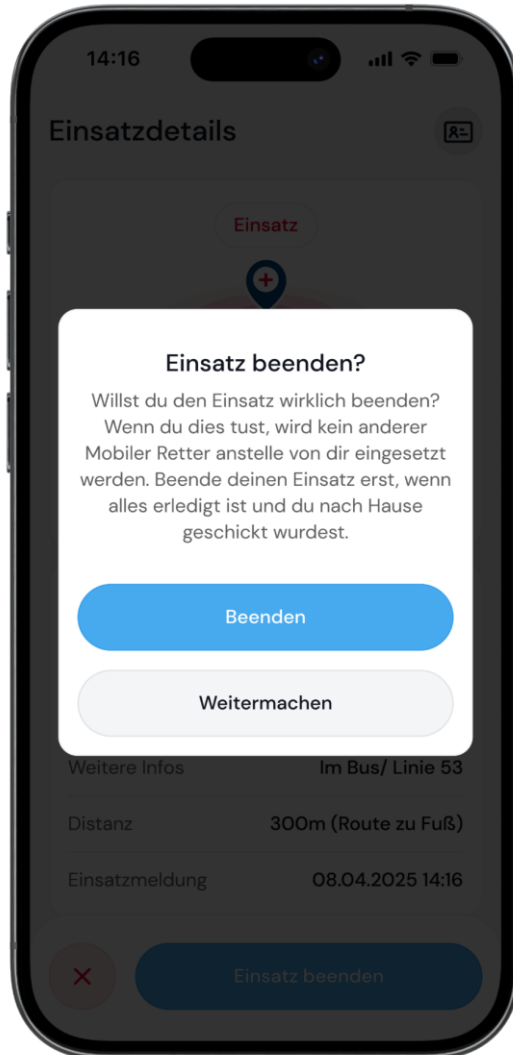 14:16
Einsatzdetails
Einsatz
Einsatz beenden?
Willst du den Einsatz wirklich beenden?
Wenn du dies tust, wird kein anderer
Mobiler Retter anstelle von dir eingesetzt
werden. Beende deinen Einsatz erst, wenn
alles erledigt ist und du nach Hause
geschickt wurdest.
Beenden
Weitermachen
Weitere Infos Im Bus/ Linie 53
Distanz 300m (Route zu Fuß)
Einsatzmeldung 08.04.2025 14:16
Einsatz beenden